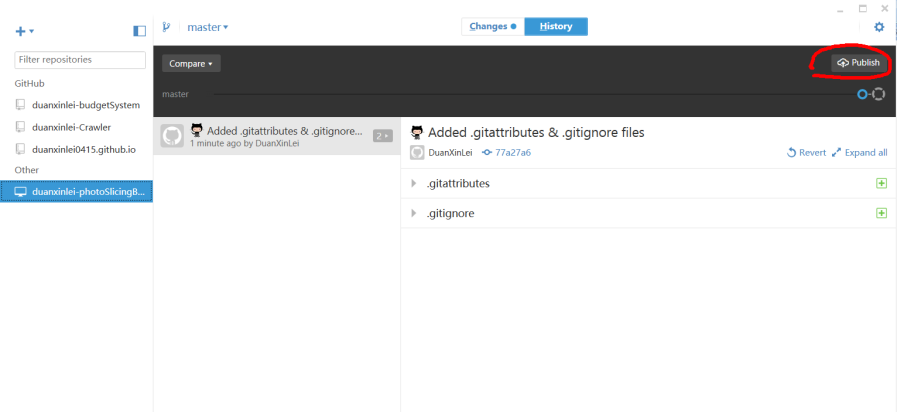 master
Changes
History
Filter repositories
GitHub
duanxinlei-budgetSystem
duanxinlei-Crawler
duanxinlei0415.github.io
Other
duanxinlei-photoSlicingB...
Compare
Publish
master
Added .gitattributes & .gitignore...
1 minute ago by DuanXinLei
2
Added .gitattributes & .gitignore files
DuanXinLei 77a27a6
Revert Expand all
.gitattributes
.gitignore